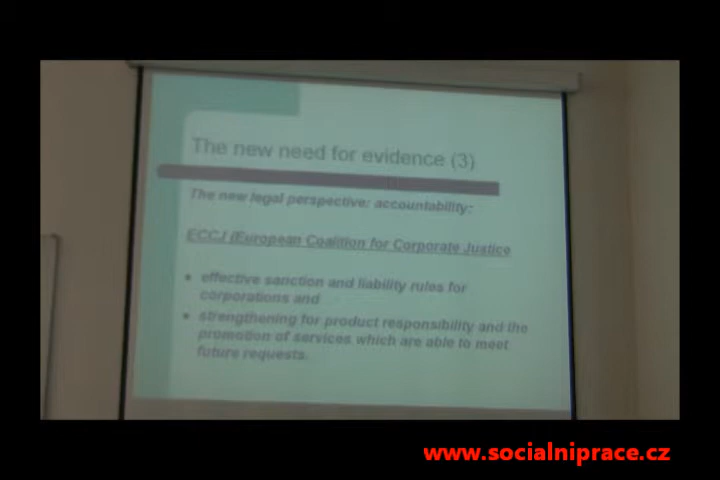 The new need for evidence (3)
The new legal perspective: accountability:
ECCJ (European Coalition for Corporate Justice
effective sanction and liability rules for
corporations and
strengthening for product responsibility and the
promotion of services which are able to meet
future requests.
www.socialniprace.cz